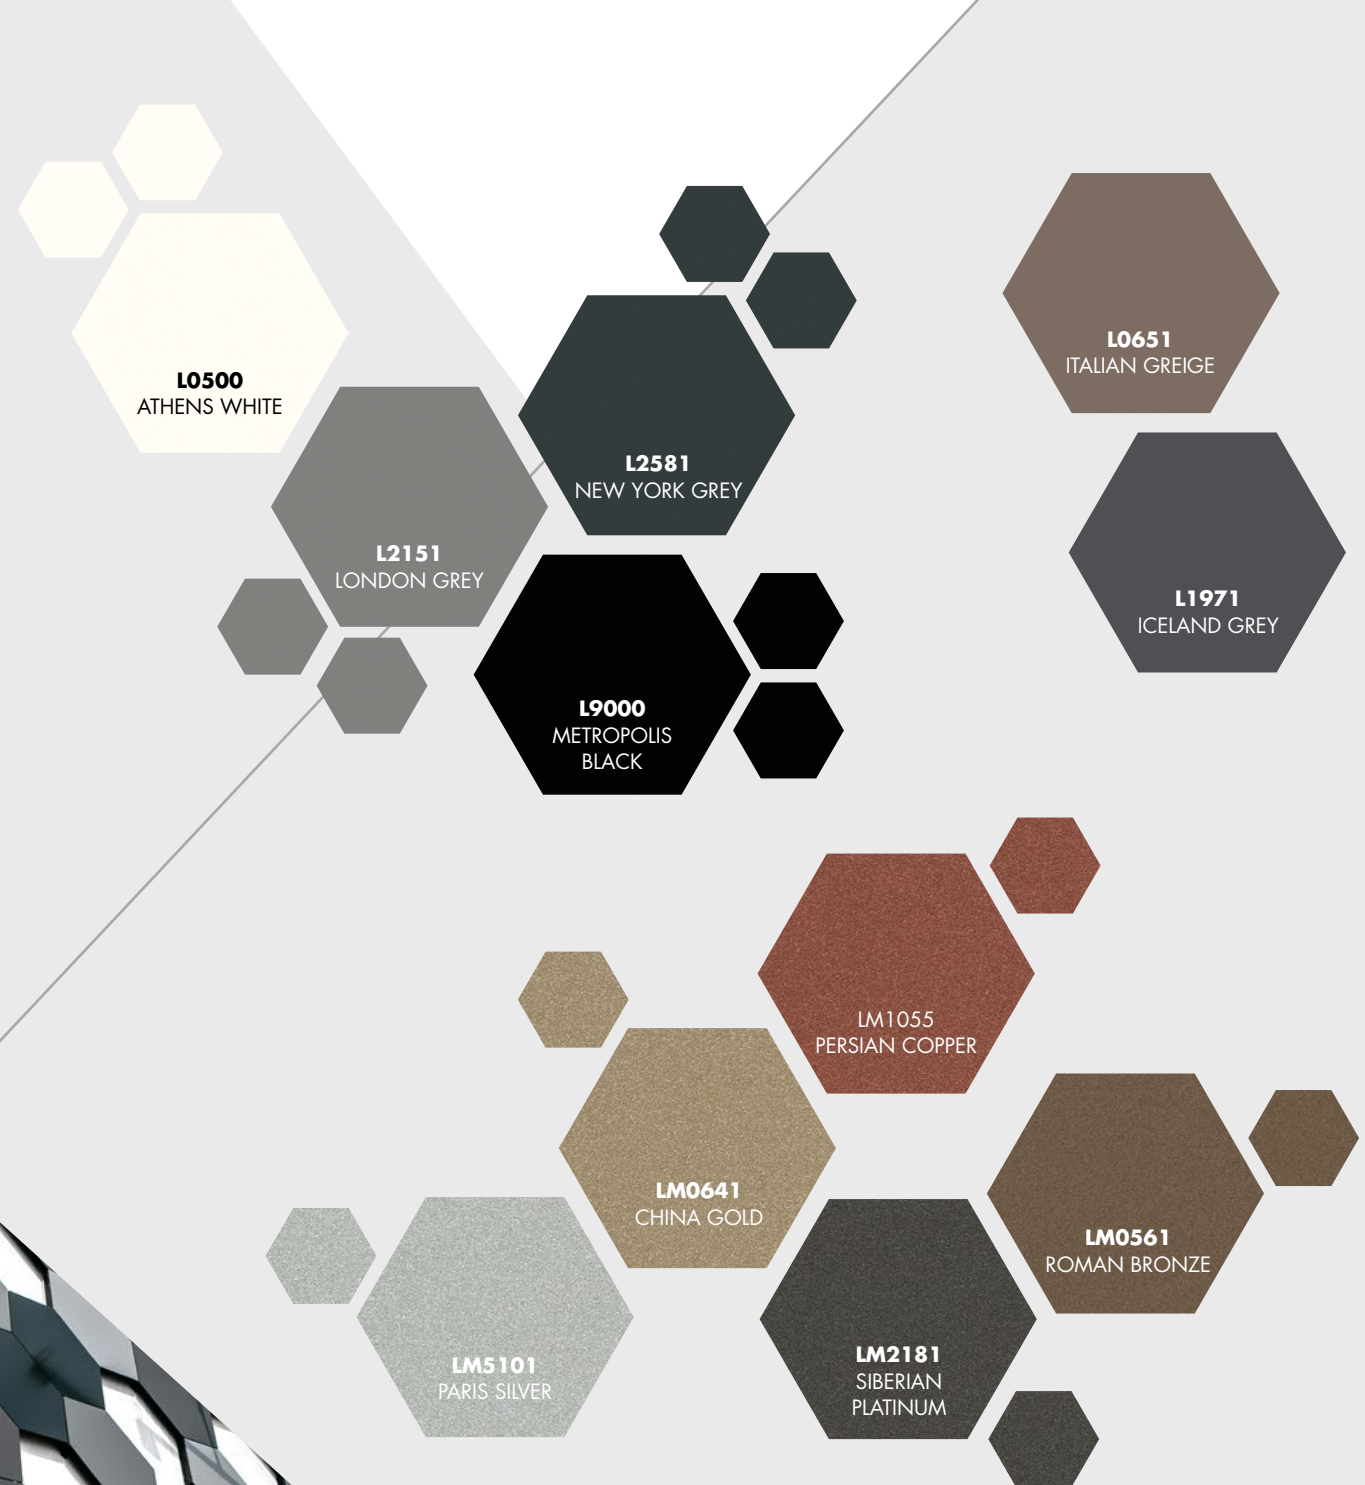 L0500
ATHENS WHITE
L2151
LONDON GREY
L2581
NEW YORK GREY
L9000
METROPOLIS
BLACK
L0651
ITALIAN GREIGE
L1971
ICELAND GREY
LM1055
PERSIAN COPPER
LM0641
CHINA GOLD
LM0561
ROMAN BRONZE
LM5101
PARIS SILVER
LM2181
SIBERIAN
PLATINUM